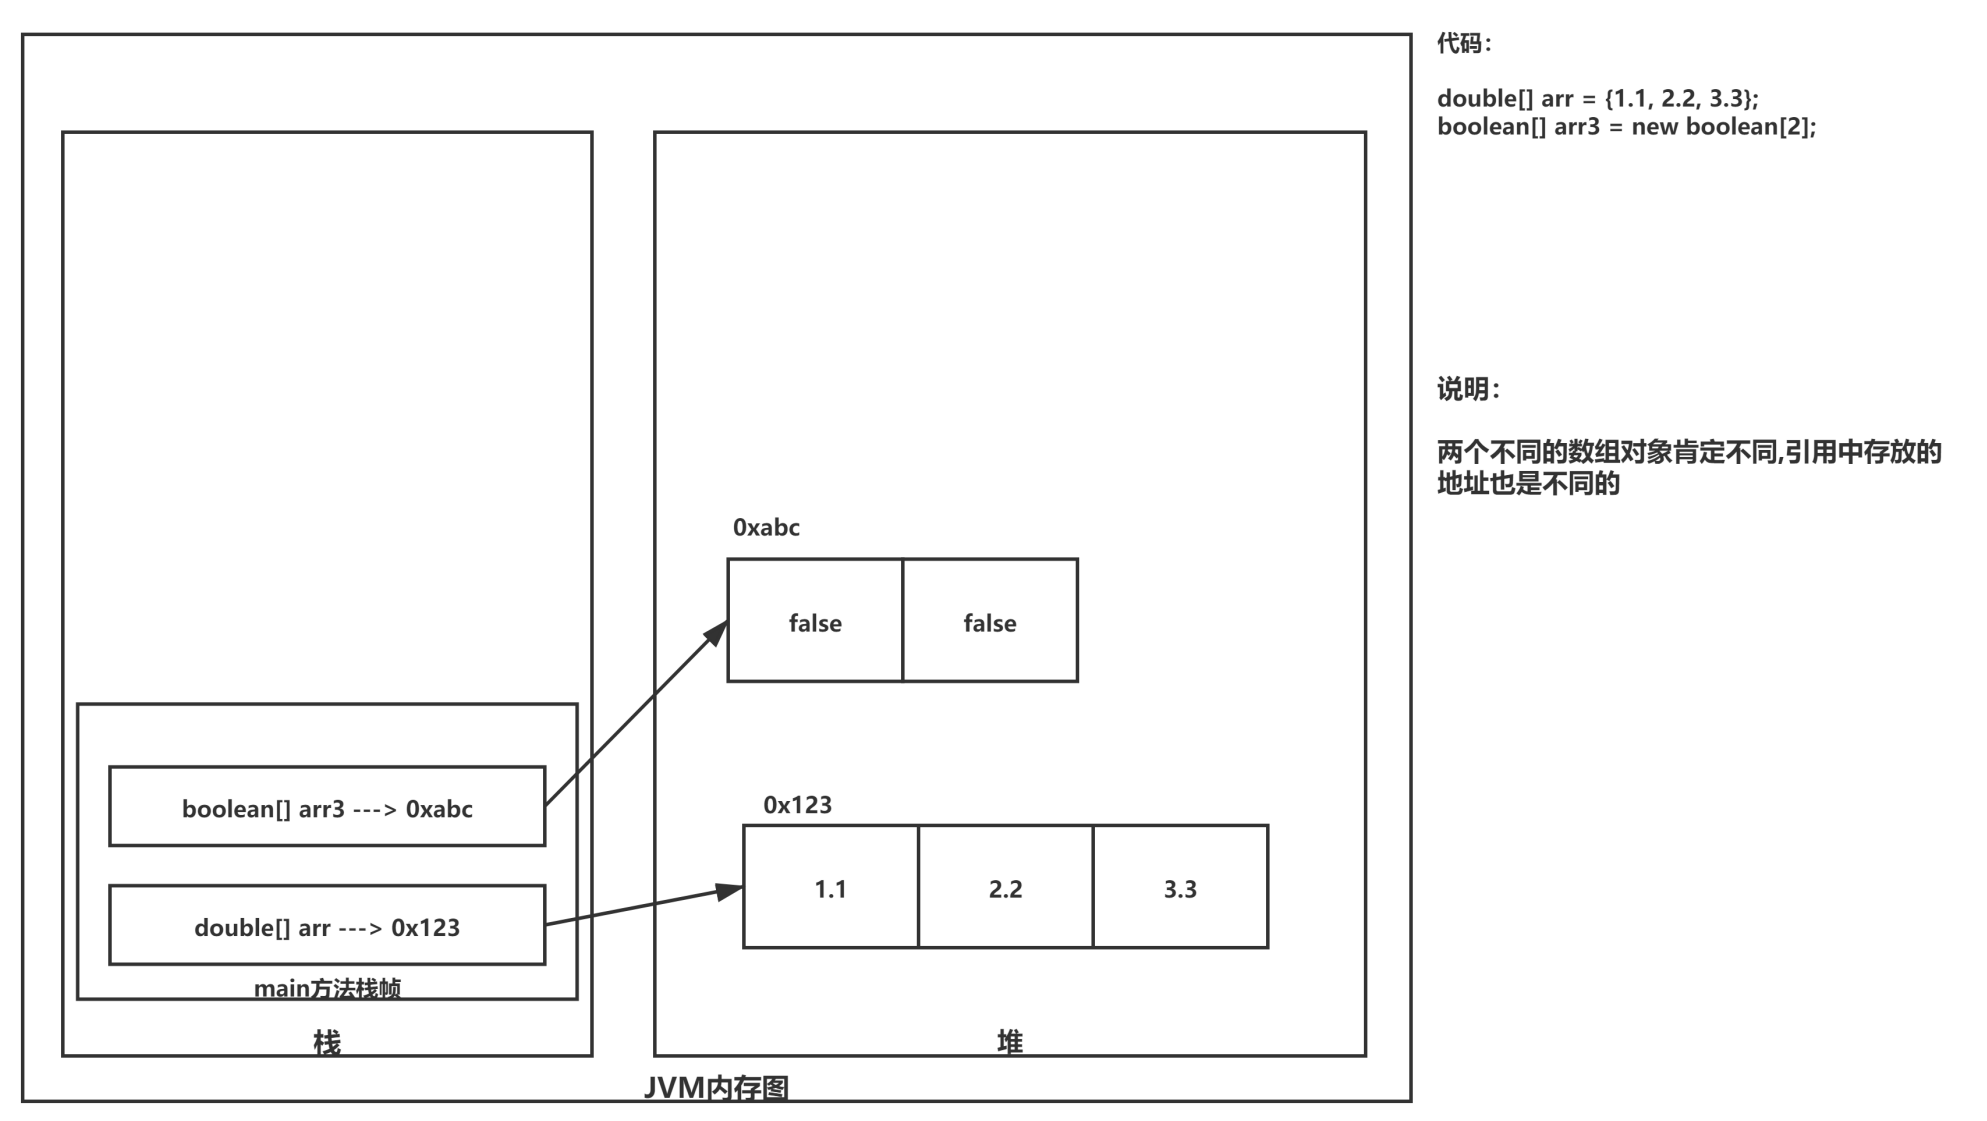 代码：
double[] arr = {1.1, 2.2, 3.3};
boolean[] arr3 = new boolean[2];
说明：
两个不同的数组对象肯定不同,引用中存放的
地址也是不同的
0xabc
false false
boolean[] arr3 ---> 0xabc
0x123
1.1 2.2 3.3
double[] arr ---> 0x123
main方法栈帧
栈
堆
JVM内存图